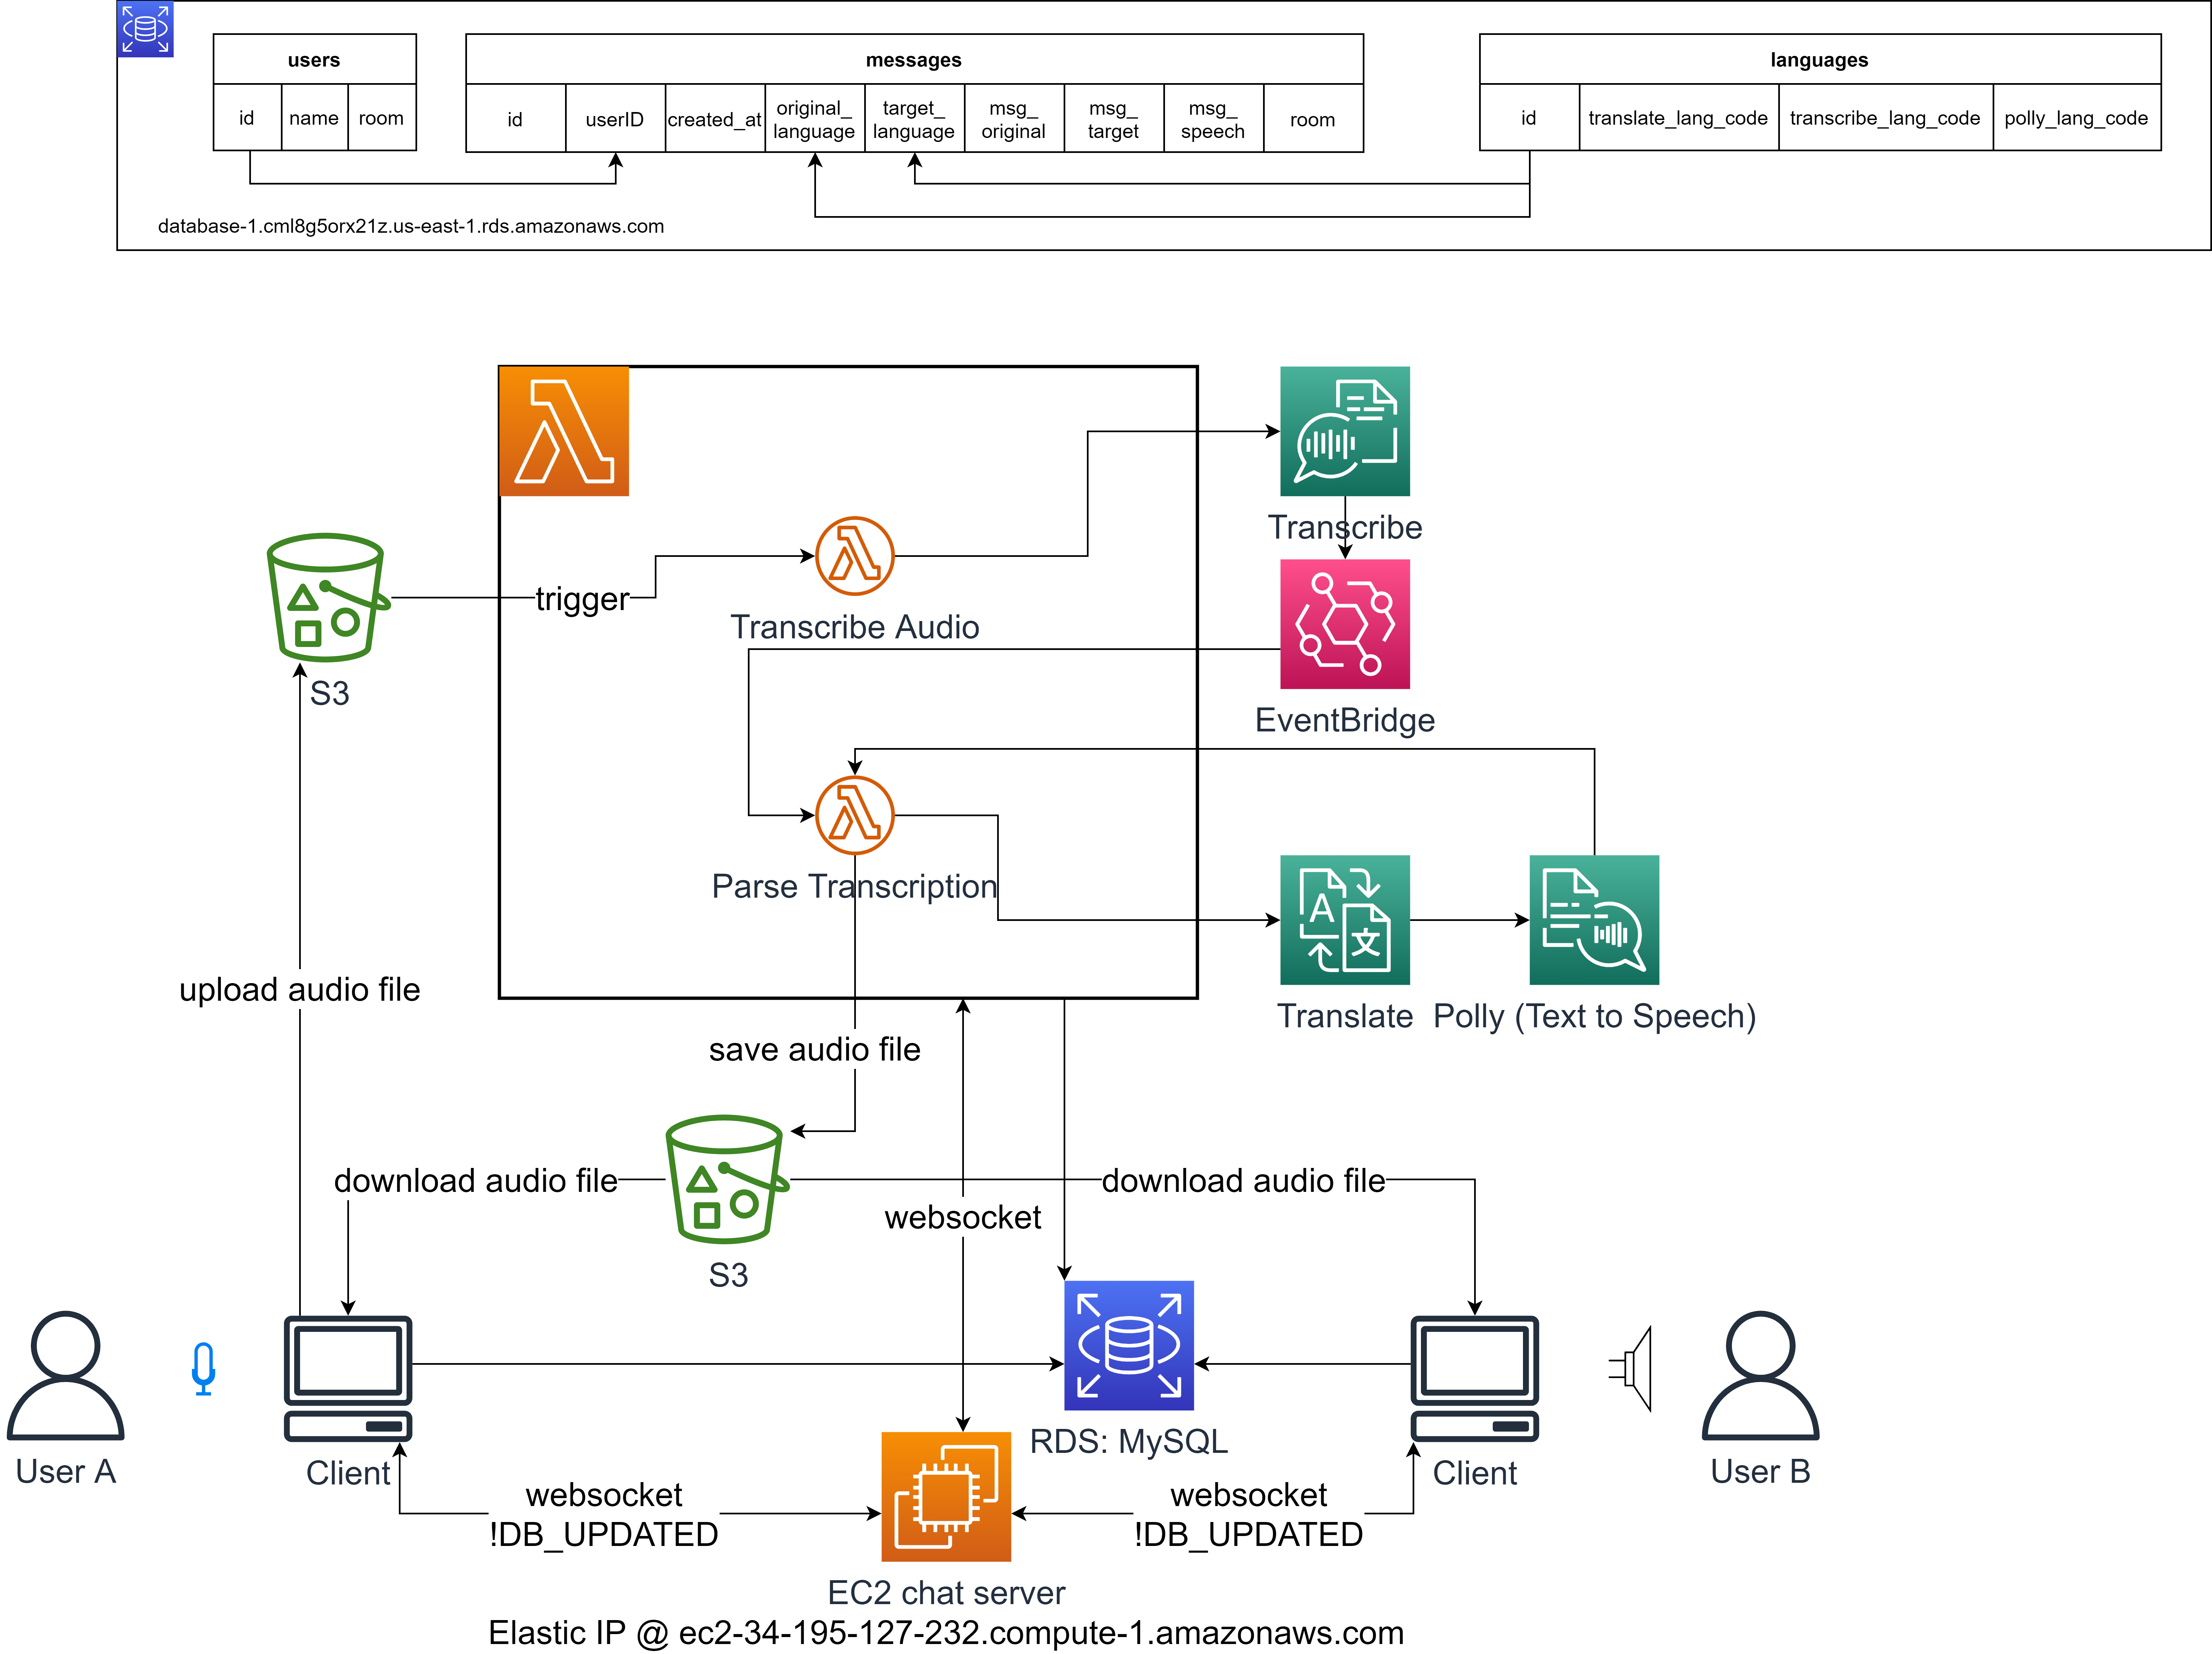 users
id
name
room
messages
id
userID
created_at
original_
language
target_
language
msg_
original
msg_
target
msg_
speech
room
languages
id
translate_lang_code
transcribe_lang_code
polly_lang_code
database-1.cml8g5orx21z.us-east-1.rds.amazonaws.com
Transcribe
trigger
Transcribe Audio
S3
EventBridge
Parse Transcription
A
文
upload audio file
Translate
Polly (Text to Speech)
save audio file
download audio file
download audio file
websocket
S3
RDS: MySQL
User A
Client
Client
User B
websocket
!DB_UPDATED
websocket
!DB_UPDATED
EC2 chat server
Elastic IP @ ec2-34-195-127-232.compute-1.amazonaws.com